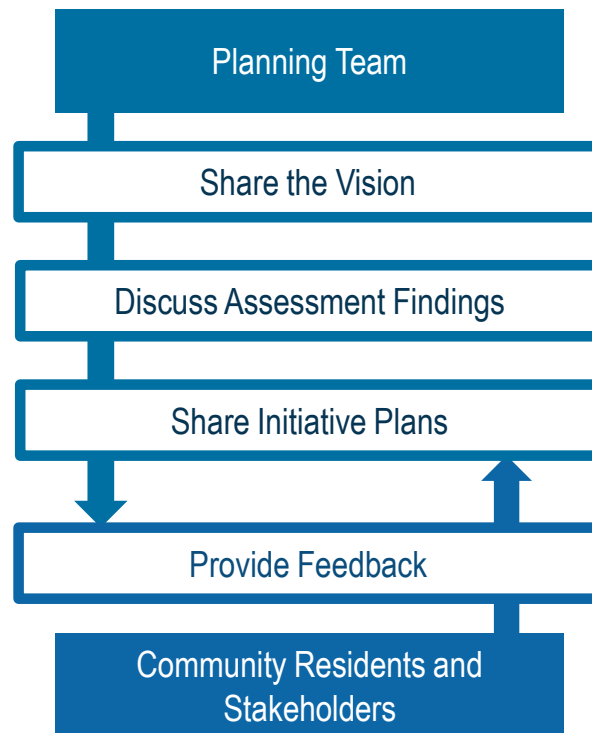 Planning Team
Share the Vision
Discuss Assessment Findings
Share Initiative Plans
Provide Feedback
Community Residents and
Stakeholders